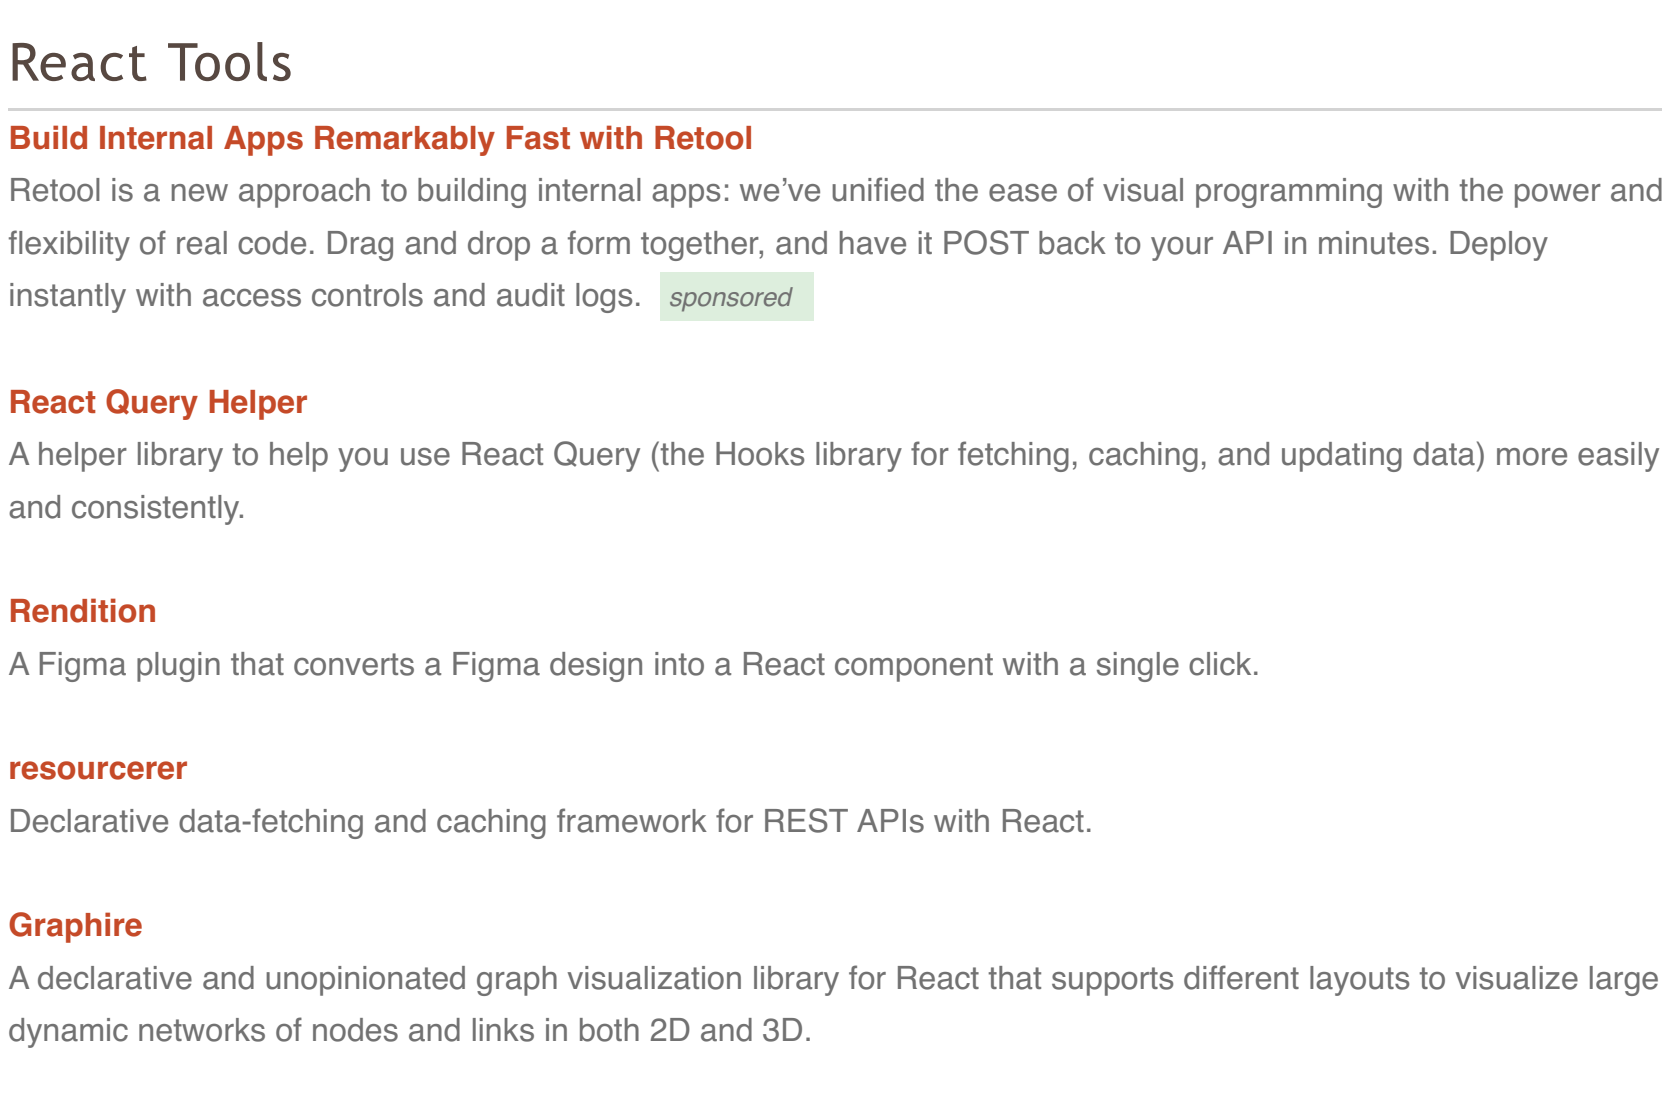 React Tools
Build Internal Apps Remarkably Fast with Retool
Retool is a new approach to building internal apps: we’ve unified the ease of visual programming with the power and
flexibility of real code. Drag and drop a form together, and have it POST back to your API in minutes. Deploy
instantly with access controls and audit logs. sponsored
React Query Helper
A helper library to help you use React Query (the Hooks library for fetching, caching, and updating data) more easily
and consistently.
Rendition
A Figma plugin that converts a Figma design into a React component with a single click.
resourcerer
Declarative data-fetching and caching framework for REST APIs with React.
Graphire
A declarative and unopinionated graph visualization library for React that supports different layouts to visualize large
dynamic networks of nodes and links in both 2D and 3D.